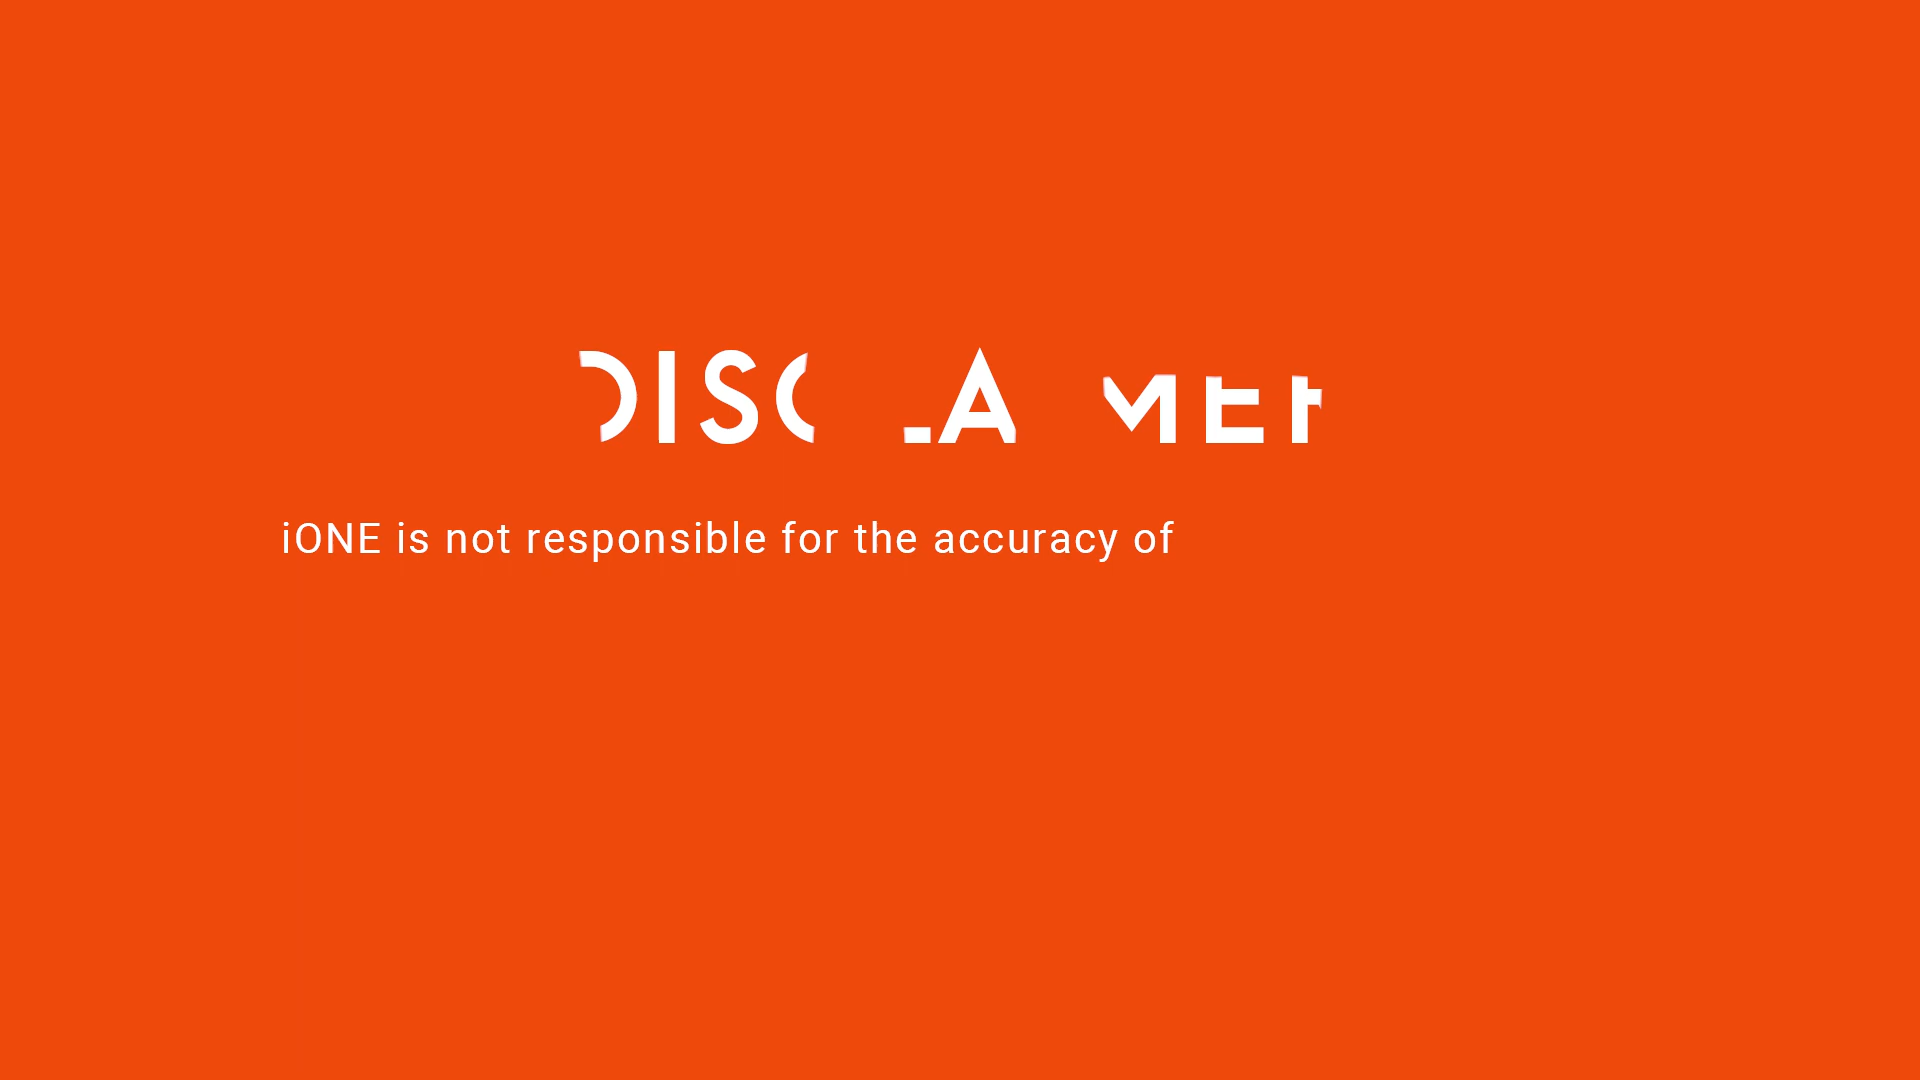 DISCLAIMER
iONE is not responsible for the accuracy of